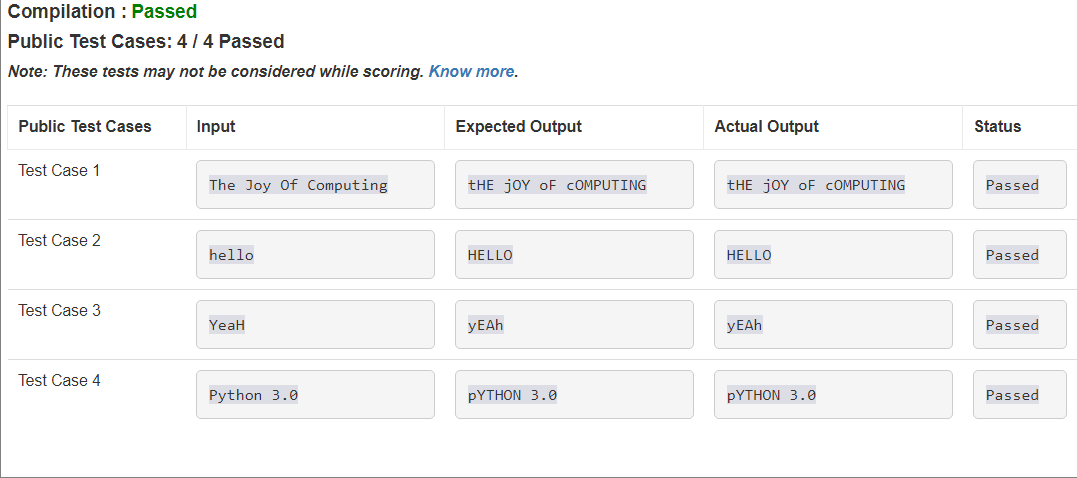 Compilation : Passed
Public Test Cases: 4 / 4 Passed
Note: These tests may not be considered while scoring. Know more.
Public Test Cases Input Expected Output Actual Output Status
Test Case 1 The Joy Of Computing tHE jOY oF cOMPUTING tHE jOY oF cOMPUTING Passed
Test Case 2 hello HELLO HELLO Passed
Test Case 3 YeaH yEAh yEAh Passed
Test Case 4 Python 3.0 pYTHON 3.0 pYTHON 3.0 Passed